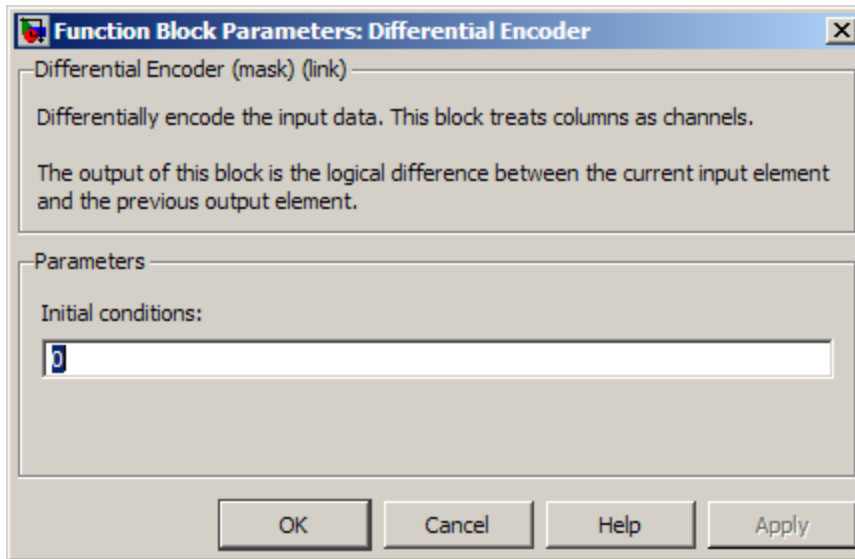 Function Block Parameters: Differential Encoder
Differential Encoder (mask) (link)
Differentially encode the input data. This block treats columns as channels.
The output of this block is the logical difference between the current input element
and the previous output element.
Parameters
Initial conditions:
0
OK Cancel Help Apply